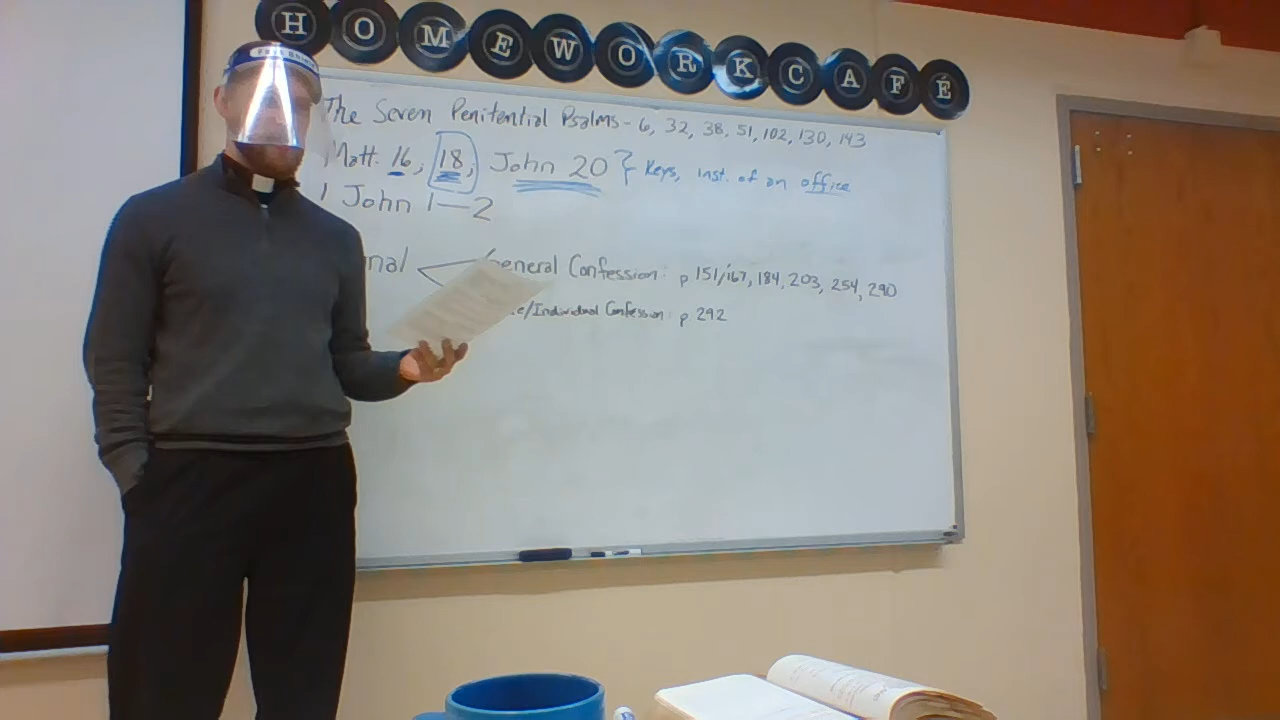 HOMEWORKCAFÉ
The Seven Penitential Psalms - 6, 32, 38, 51, 102, 130, 143
Matt. 16, 18, John 20 } Keys, inst. of an office
1 John 1-2
nal < General Confession: p 151/167, 184, 203, 254, 290
e/Individual Confession: p 292